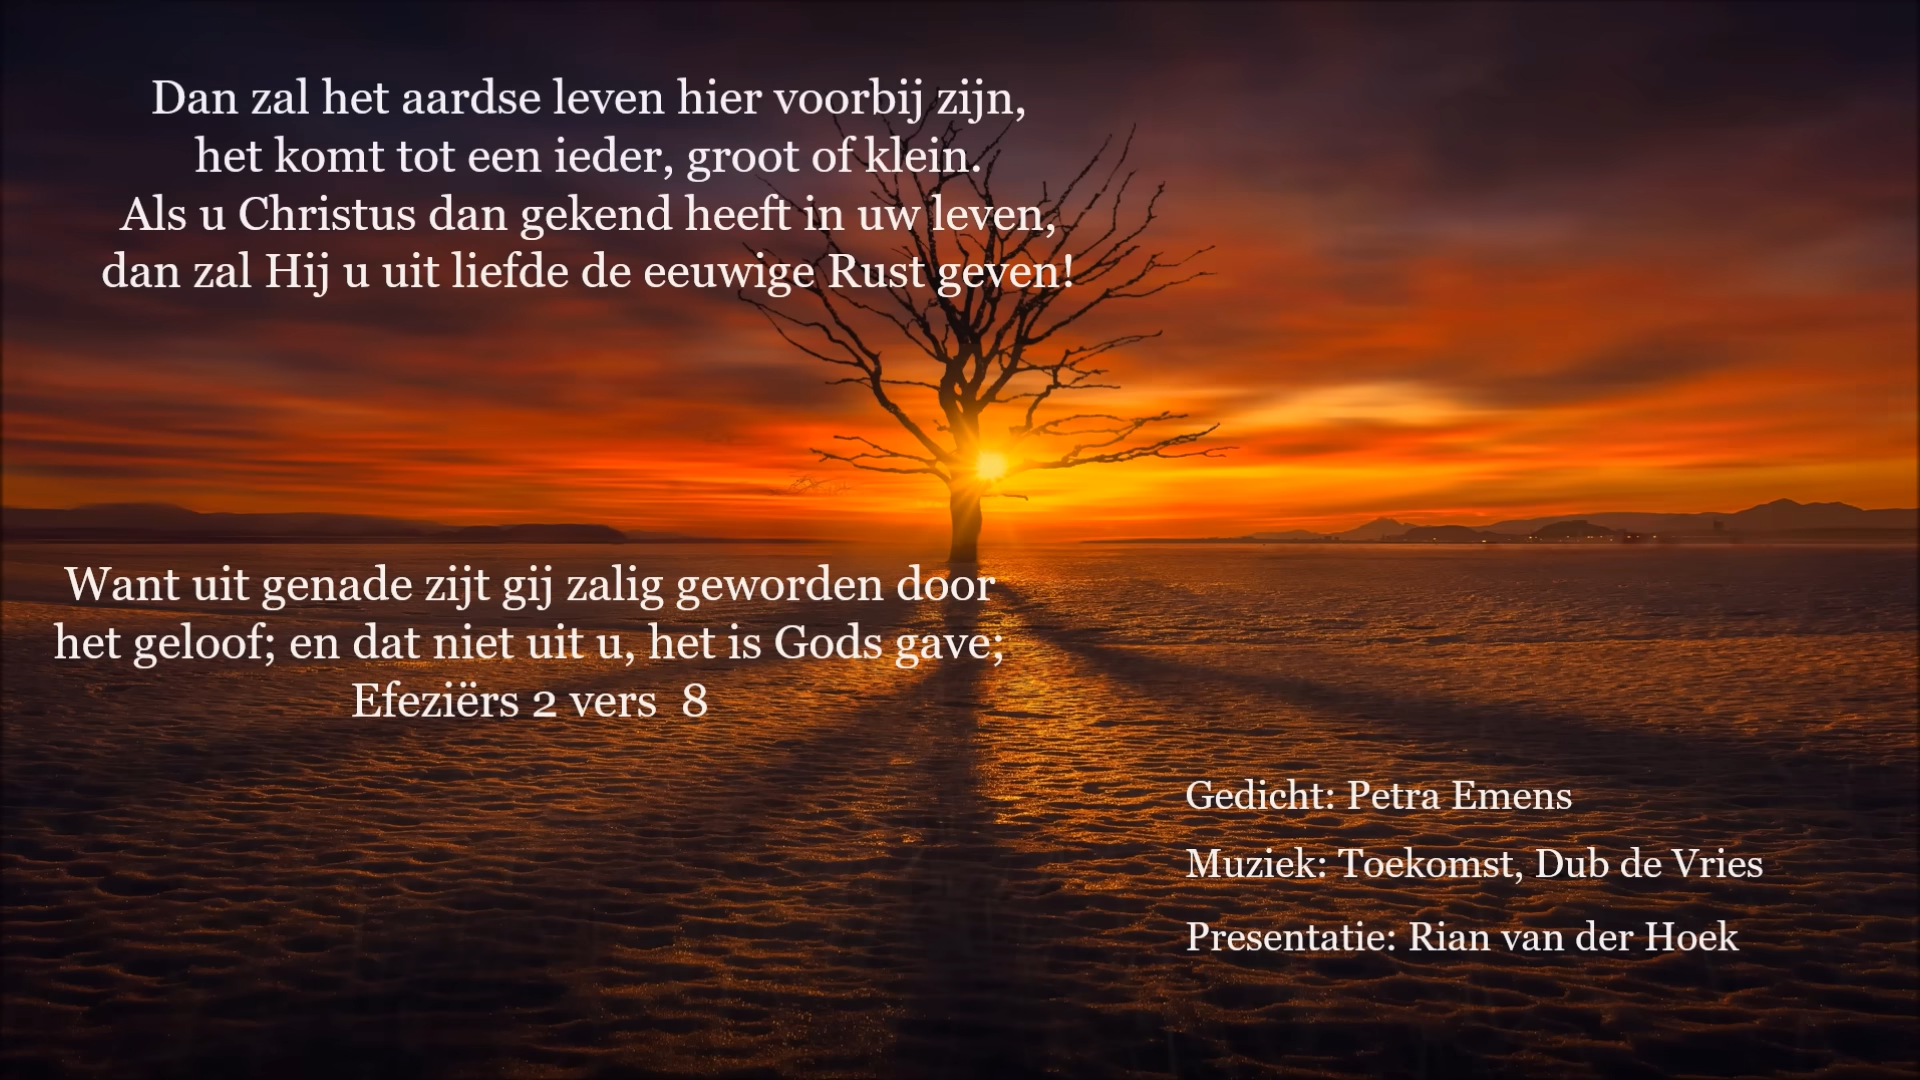 Dan zal het aardse leven hier voorbij zijn,
het komt tot een ieder, groot of klein.
Als u Christus dan gekend heeft in uw leven,
dan zal Hij u uit liefde de eeuwige Rust geven!
Want uit genade zijt gij zalig geworden door
het geloof; en dat niet uit u, het is Gods gave;
Efeziërs 2 vers  8
Gedicht: Petra Emens
Muziek: Toekomst, Dub de Vries
Presentatie: Rian van der Hoek